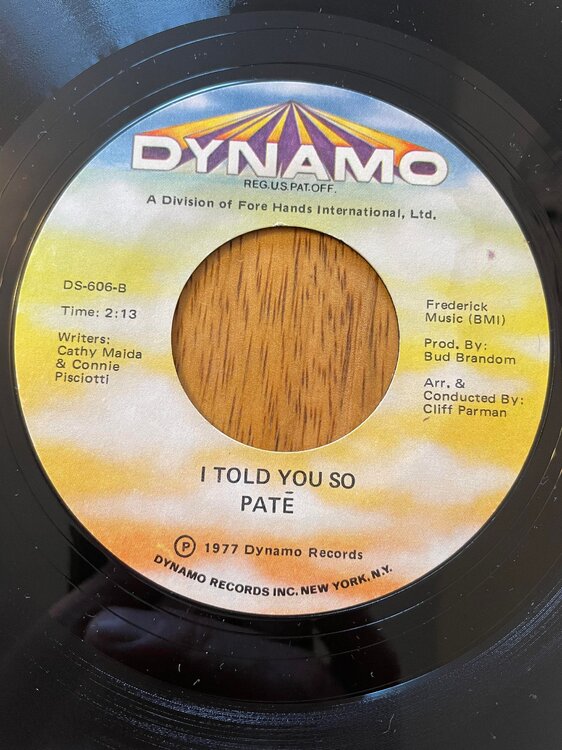 DYNAMO
REG.U.S.PAT.OFF.
A Division of Fore Hands International, Ltd.
DS-606-B
Time: 2:13
Writers:
Cathy Maida
& Connie
Pisciotti
Frederick
Music (BMI)
Prod. By:
Bud Brandom
Arr. &
Conducted By:
Cliff Parman
I TOLD YOU SO
PATĒ
Ⓟ 1977 Dynamo Records
DYNAMO RECORDS INC. NEW YORK, N.Y.